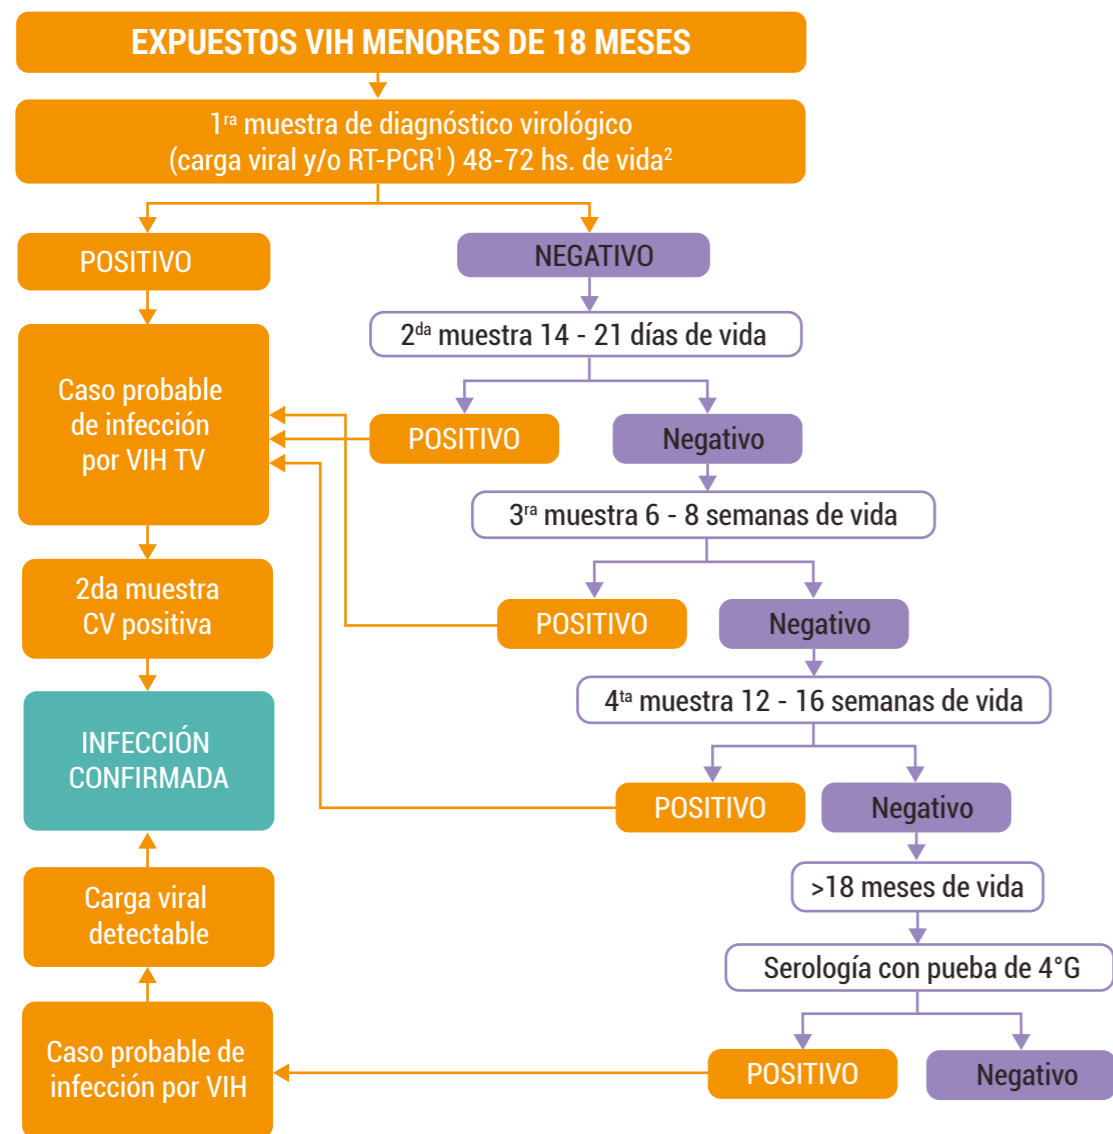 EXPUESTOS VIH MENORES DE 18 MESES
1ra muestra de diagnóstico virológico
(carga viral y/o RT-PCR1) 48-72 hs. de vida2
POSITIVO
NEGATIVO
2da muestra 14 - 21 días de vida
Caso probable
de infección
por VIH TV
POSITIVO
Negativo
3ra muestra 6 - 8 semanas de vida
2da muestra
CV positiva
POSITIVO
Negativo
4ta muestra 12 - 16 semanas de vida
INFECCIÓN
CONFIRMADA
POSITIVO
Negativo
>18 meses de vida
Carga viral
detectable
Serología con pueba de 4°G
Caso probable de
infección por VIH
POSITIVO
Negativo